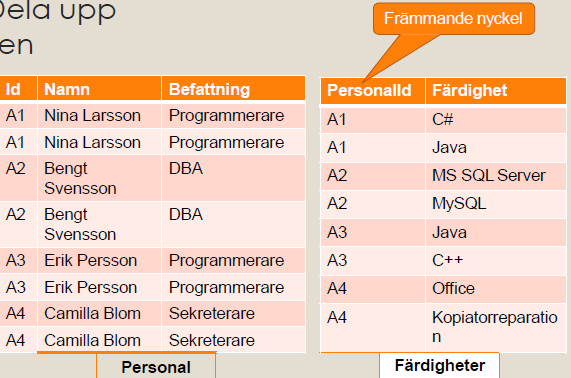 Dela upp
en
Främmande nyckel
Id Namn Befattning
A1 Nina Larsson Programmerare
A1 Nina Larsson Programmerare
A2 Bengt DBA
Svensson
A2 Bengt DBA
Svensson
A3 Erik Persson Programmerare
A3 Erik Persson Programmerare
A4 Camilla Blom Sekreterare
A4 Camilla Blom Sekreterare
Personal
PersonalId Färdighet
A1 C#
A1 Java
A2 MS SQL Server
A2 MySQL
A3 Java
A3 C++
A4 Office
A4 Kopiatorreparatio
n
Färdigheter